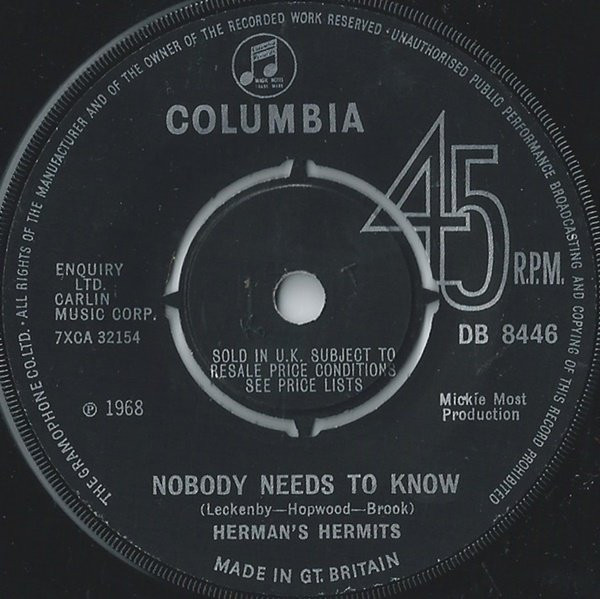 THE GRAMOPHONE CO. LTD. · ALL RIGHTS OF THE MANUFACTURER AND OF THE OWNER OF THE RECORDED WORK RESERVED · UNAUTHORISED PUBLIC PERFORMANCE BROADCASTING AND COPYING OF THIS RECORD PROHIBITED
MAGIC NOTES
TRADE MARK
COLUMBIA
45 R.P.M.
ENQUIRY
LTD.
CARLIN
MUSIC CORP.
7XCA 32154
DB 8446
SOLD IN U.K. SUBJECT TO
RESALE PRICE CONDITIONS
SEE PRICE LISTS
℗ 1968
Mickie Most
Production
NOBODY NEEDS TO KNOW
(Leckenby—Hopwood—Brook)
HERMAN'S HERMITS
MADE IN GT. BRITAIN